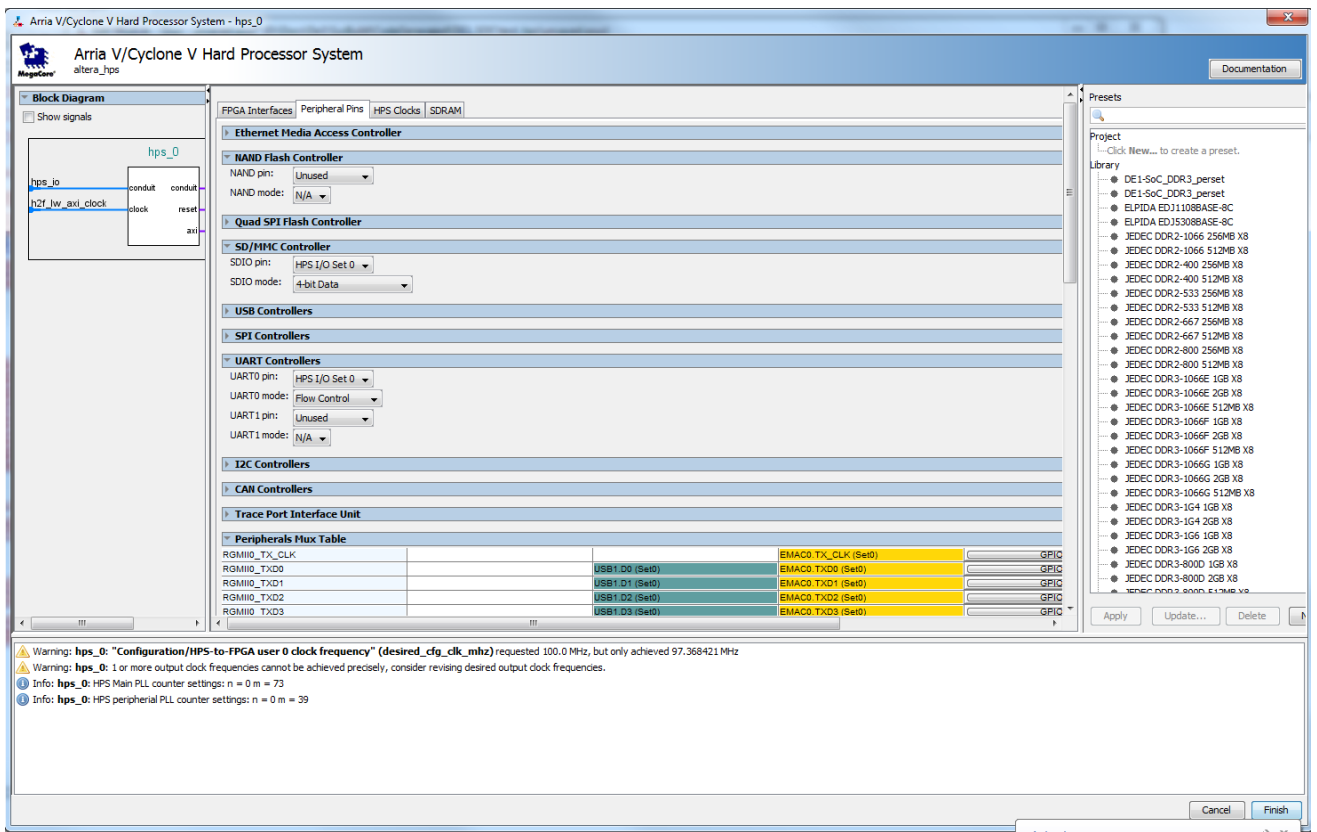 Arria V/Cyclone V Hard Processor System - hps_0
MegaCore'
Arria V/Cyclone V Hard Processor System
altera_hps
Documentation
Block Diagram
Show signals
hps_0
hps_io
conduit conduit
h2f_lw_axi_clock
clock reset
axi
FPGA Interfaces Peripheral Pins HPS Clocks SDRAM
Ethernet Media Access Controller
NAND Flash Controller
NAND pin: Unused
NAND mode: N/A
Quad SPI Flash Controller
SD/MMC Controller
SDIO pin: HPS I/O Set 0
SDIO mode: 4-bit Data
USB Controllers
SPI Controllers
UART Controllers
UART0 pin: HPS I/O Set 0
UART0 mode: Flow Control
UART1 pin: Unused
UART1 mode: N/A
I2C Controllers
CAN Controllers
Trace Port Interface Unit
Peripherals Mux Table
RGMII0_TX_CLK EMAC0.TX_CLK (Set0) GPIO
RGMII0_TXD0 USB1.D0 (Set0) EMAC0.TXD0 (Set0) GPIO
RGMII0_TXD1 USB1.D1 (Set0) EMAC0.TXD1 (Set0) GPIO
RGMII0_TXD2 USB1.D2 (Set0) EMAC0.TXD2 (Set0) GPIO
RGMII0_TXD3 USB1.D3 (Set0) EMAC0.TXD3 (Set0) GPIO
Presets
Project
Click New... to create a preset.
Library
DE1-SoC_DDR3_perset
DE1-SoC_DDR3_perset
ELPIDA EDJ1108BASE-8C
ELPIDA EDJ5308BASE-8C
JEDEC DDR2-1066 256MB X8
JEDEC DDR2-1066 512MB X8
JEDEC DDR2-400 256MB X8
JEDEC DDR2-400 512MB X8
JEDEC DDR2-533 256MB X8
JEDEC DDR2-533 512MB X8
JEDEC DDR2-667 256MB X8
JEDEC DDR2-667 512MB X8
JEDEC DDR2-800 256MB X8
JEDEC DDR2-800 512MB X8
JEDEC DDR3-1066E 1GB X8
JEDEC DDR3-1066E 2GB X8
JEDEC DDR3-1066E 512MB X8
JEDEC DDR3-1066F 1GB X8
JEDEC DDR3-1066F 2GB X8
JEDEC DDR3-1066F 512MB X8
JEDEC DDR3-1066G 1GB X8
JEDEC DDR3-1066G 2GB X8
JEDEC DDR3-1066G 512MB X8
JEDEC DDR3-1G4 1GB X8
JEDEC DDR3-1G4 2GB X8
JEDEC DDR3-1G6 1GB X8
JEDEC DDR3-1G6 2GB X8
JEDEC DDR3-800D 1GB X8
JEDEC DDR3-800D 2GB X8
JEDEC DDR3-800D 512MB X8
Apply Update... Delete N
Warning: hps_0: "Configuration/HPS-to-FPGA user 0 clock frequency" (desired_cfg_clk_mhz) requested 100.0 MHz, but only achieved 97.368421 MHz
Warning: hps_0: 1 or more output clock frequencies cannot be achieved precisely, consider revising desired output clock frequencies.
Info: hps_0: HPS Main PLL counter settings: n = 0 m = 73
Info: hps_0: HPS peripherial PLL counter settings: n = 0 m = 39
Cancel Finish